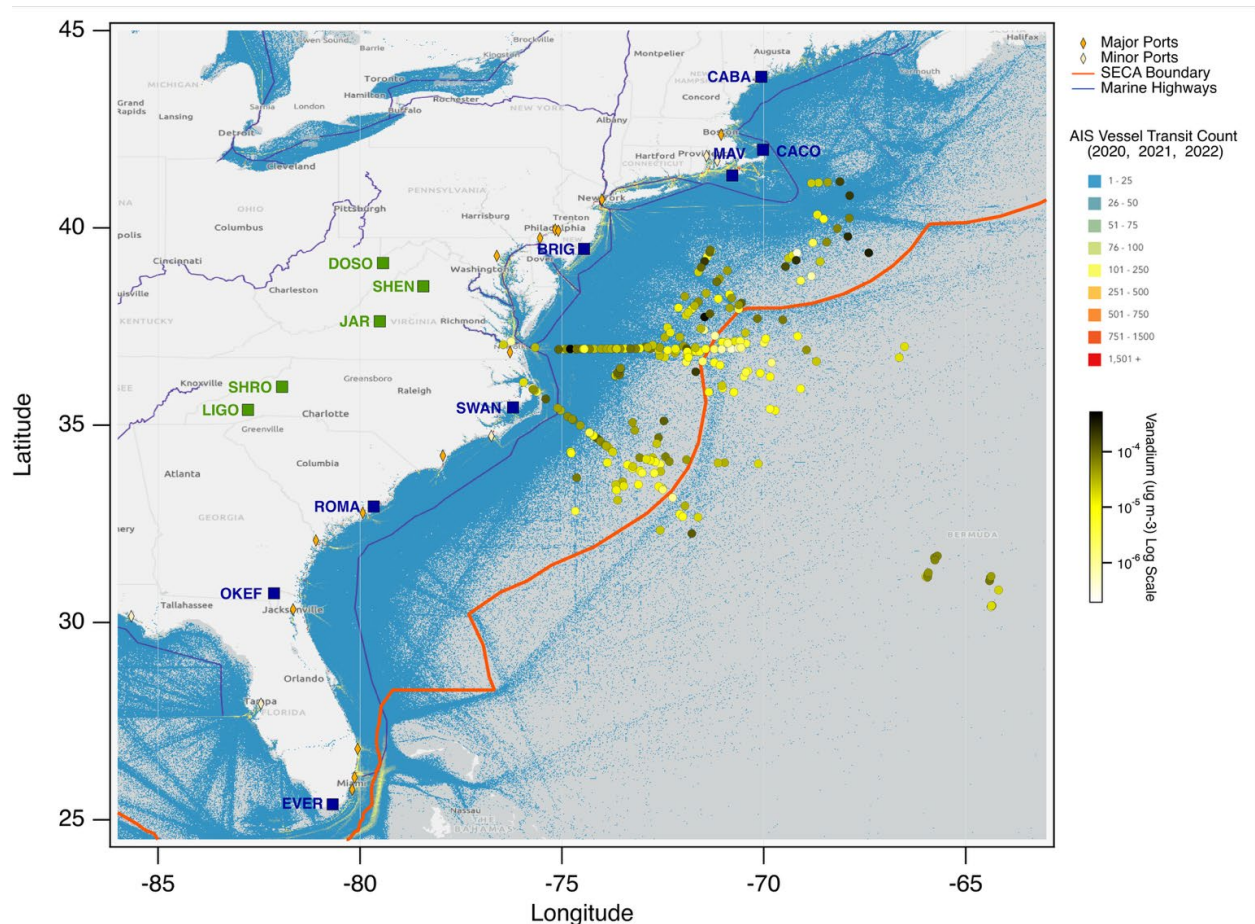 45
40
35
30
25
-85
-80
-75
-70
-65
Latitude
Longitude
Owen Sound
Barrie
Brockville
Kingston
Halifax
Montpelier
Augusta
Yarmouth
MICHIGAN
Toronto
CABA
Grand
Rapids
Lansing
Sarnia
London
Hamilton
Buffalo
Rochester
NEW YORK
Albany
Concord
Detroit
Cleveland
Hartford
CONNECTICUT
MAV
CACO
PENNSYLVANIA
New York
OHIO
Pittsburgh
Harrisburg
Trenton
Columbus
Philadelphia
BRIG
Dover
Cincinnati
DOSO
Washington
Charleston
SHEN
KENTUCKY
JAR
VIRGINIA
Richmond
Knoxville
SHRO
Greensboro
Raleigh
LIGO
Charlotte
SWAN
Greenville
Atlanta
Columbia
ROMA
GEORGIA
BERMUDA
OKEF
Tallahassee
Jacksonville
Orlando
Tampa
FLORIDA
Miami
EVER
Nassau
THE
BAHAMAS
Major Ports
Minor Ports
SECA Boundary
Marine Highways
AIS Vessel Transit Count
(2020, 2021, 2022)
1 - 25
26 - 50
51 - 75
76 - 100
101 - 250
251 - 500
501 - 750
751 - 1500
1,501 +
10⁻⁴
10⁻⁵
10⁻⁶
Vanadium (ug m-3) Log Scale